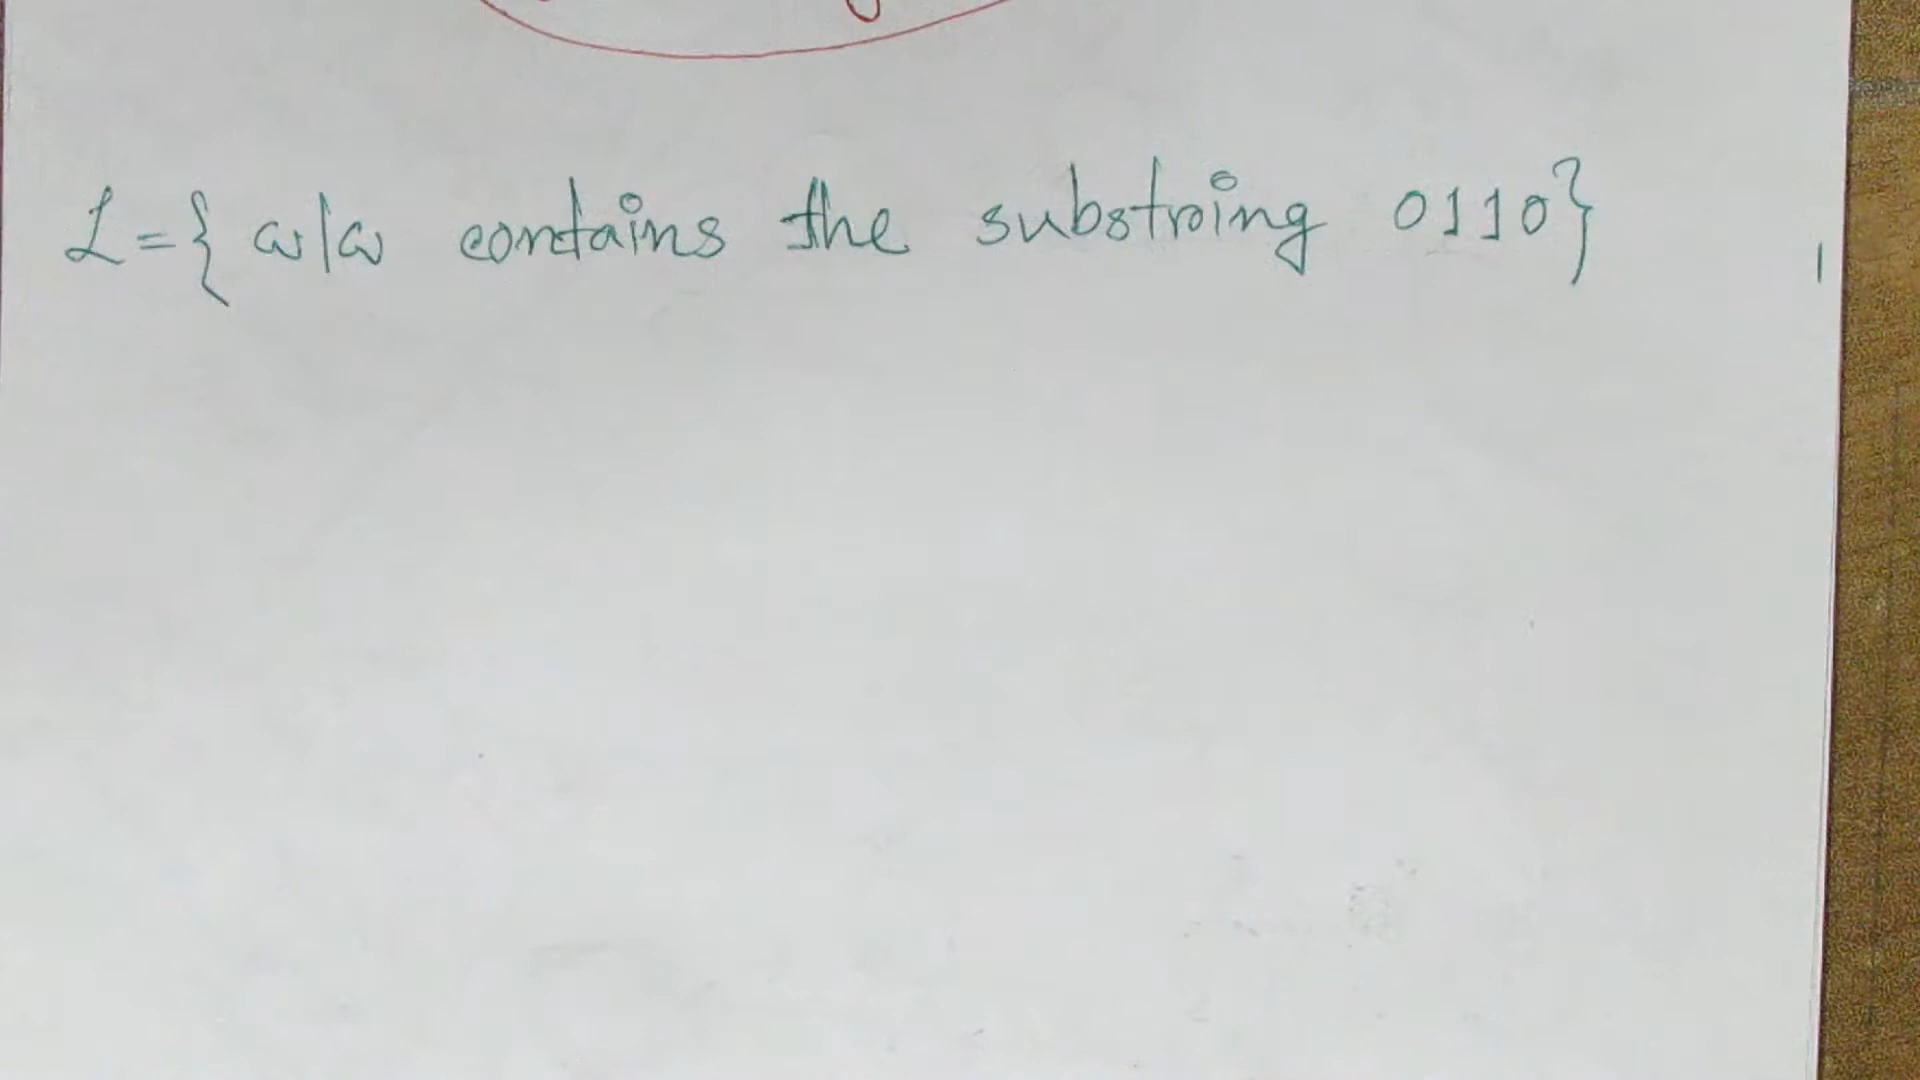 L = { ω | ω contains the substring 0110}